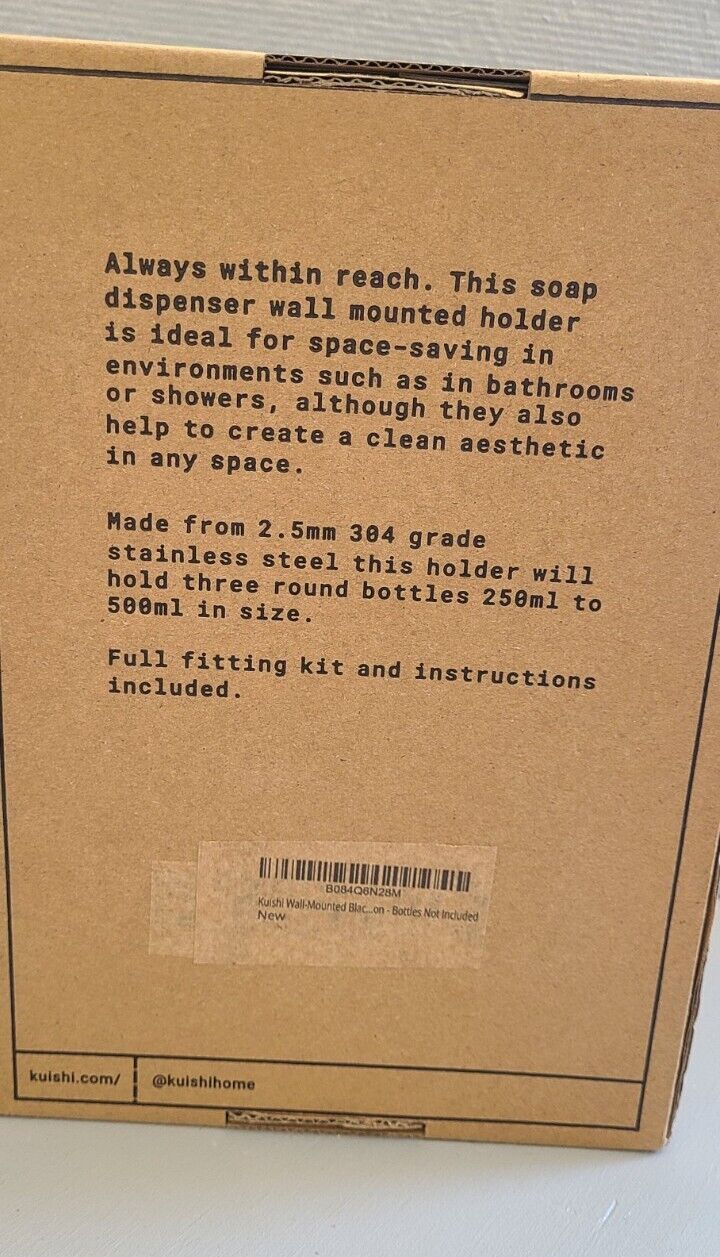 Always within reach. This soap
dispenser wall mounted holder
is ideal for space-saving in
environments such as in bathrooms
or showers, although they also
help to create a clean aesthetic
in any space.
Made from 2.5mm 304 grade
stainless steel this holder will
hold three round bottles 250ml to
500ml in size.
Full fitting kit and instructions
included.
B084Q6N28M
Kuishi Wall-Mounted Blac...on - Bottles Not Included
New
kuishi.com/
@kuishihome